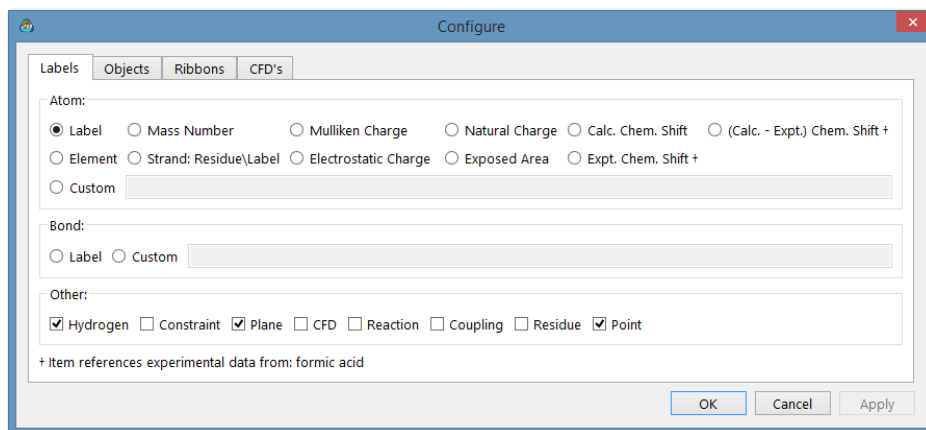 Configure
Labels Objects Ribbons CFD's
Atom:
Label Mass Number Mulliken Charge Natural Charge Calc. Chem. Shift (Calc. - Expt.) Chem. Shift †
Element Strand: Residue\Label Electrostatic Charge Exposed Area Expt. Chem. Shift †
Custom
Bond:
Label Custom
Other:
Hydrogen Constraint Plane CFD Reaction Coupling Residue Point
† Item references experimental data from: formic acid
OK Cancel Apply